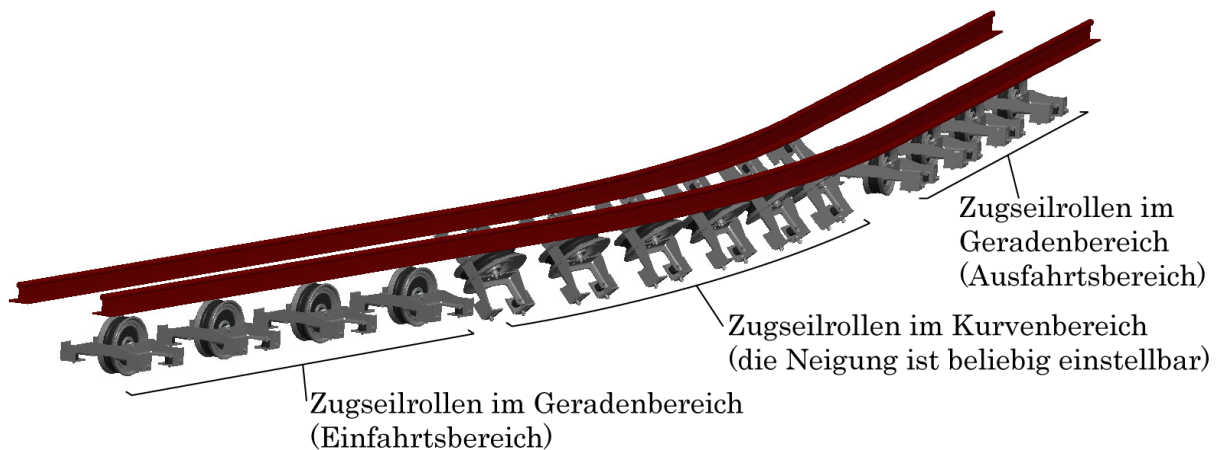 Zugseilrollen im
Geradenbereich
(Ausfahrtsbereich)
Zugseilrollen im Kurvenbereich
(die Neigung ist beliebig einstellbar)
Zugseilrollen im Geradenbereich
(Einfahrtsbereich)